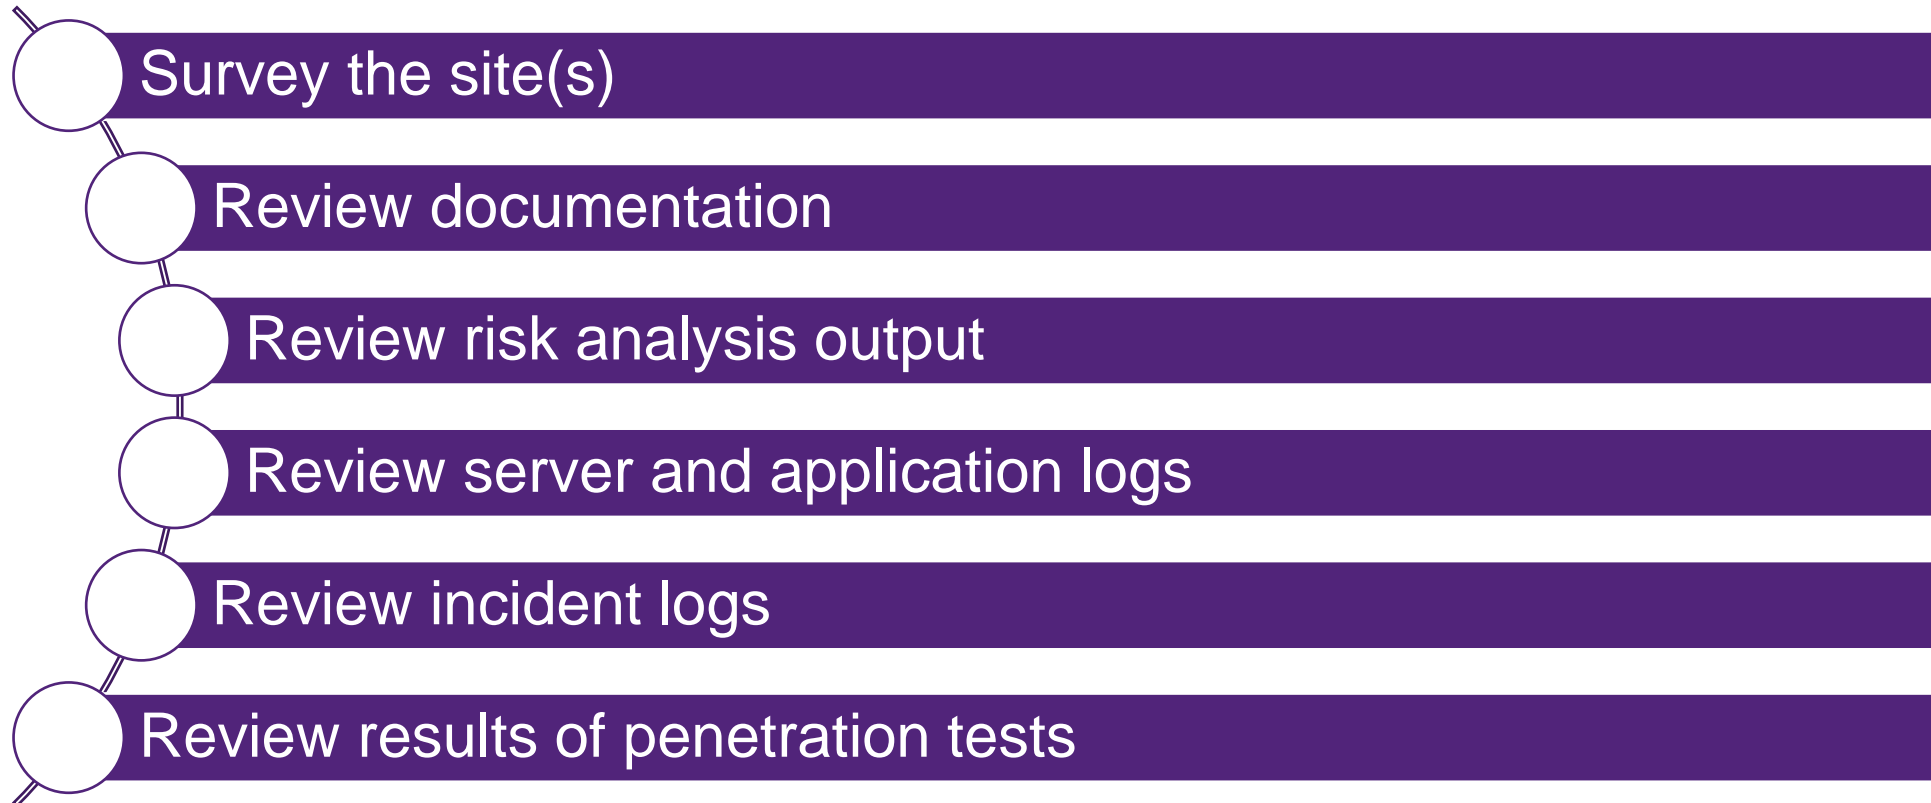 Survey the site(s)
Review documentation
Review risk analysis output
Review server and application logs
Review incident logs
Review results of penetration tests